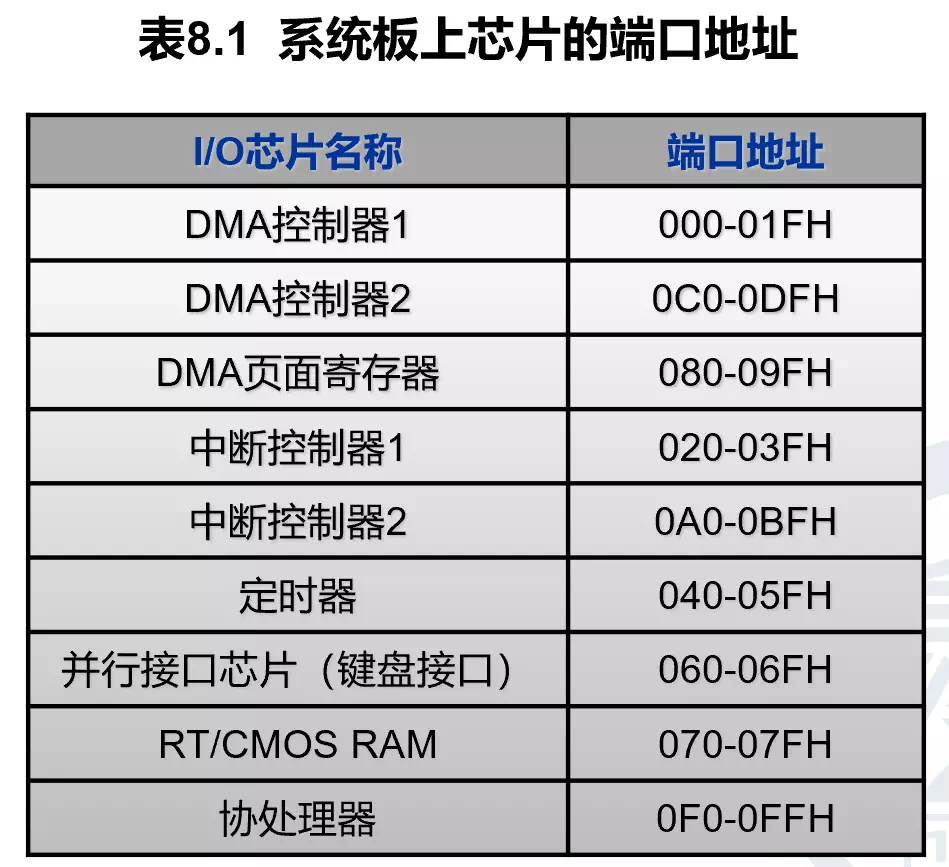 表8.1 系统板上芯片的端口地址
I/O芯片名称 端口地址
DMA控制器1 000-01FH
DMA控制器2 0C0-0DFH
DMA页面寄存器 080-09FH
中断控制器1 020-03FH
中断控制器2 0A0-0BFH
定时器 040-05FH
并行接口芯片（键盘接口） 060-06FH
RT/CMOS RAM 070-07FH
协处理器 0F0-0FFH